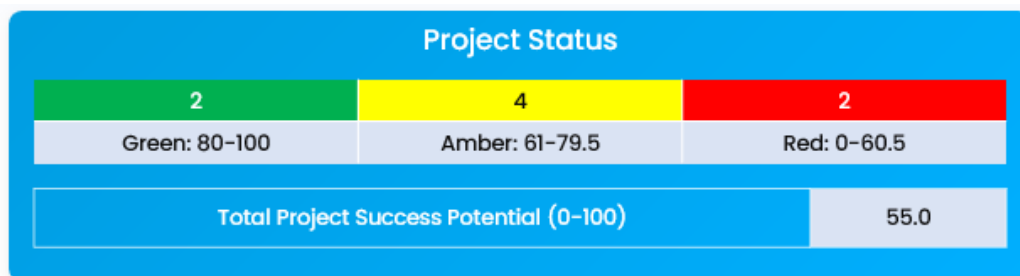 Project Status
2 4 2
Green: 80-100 Amber: 61-79.5 Red: 0-60.5
Total Project Success Potential (0-100) 55.0